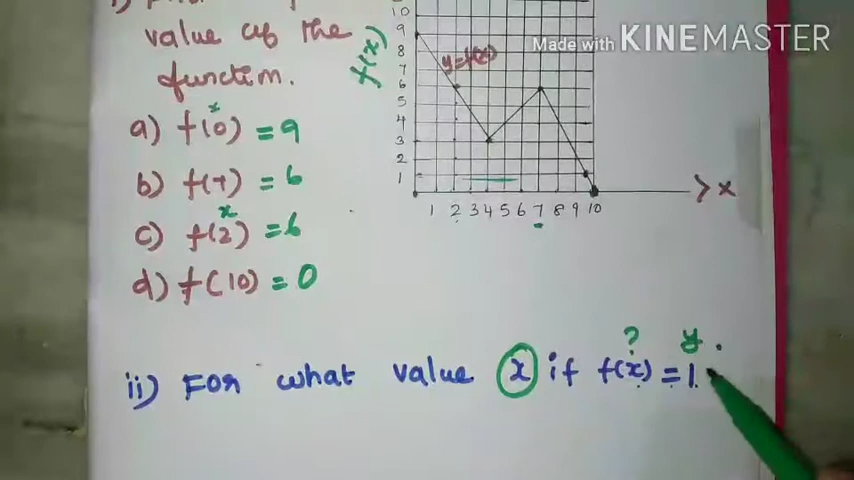 value of the
function.
a) f(0) = 9
x
b) f(7) = 6
c) f(2) = 6
x
d) f(10) = 0
f(x)
10
9
8
7
6
5
4
3
2
1
y=f(x)
1 2 3 4 5 6 7 8 9 10
x
Made with KINEMASTER
? y
ii) For what value x if f(x) = 1.